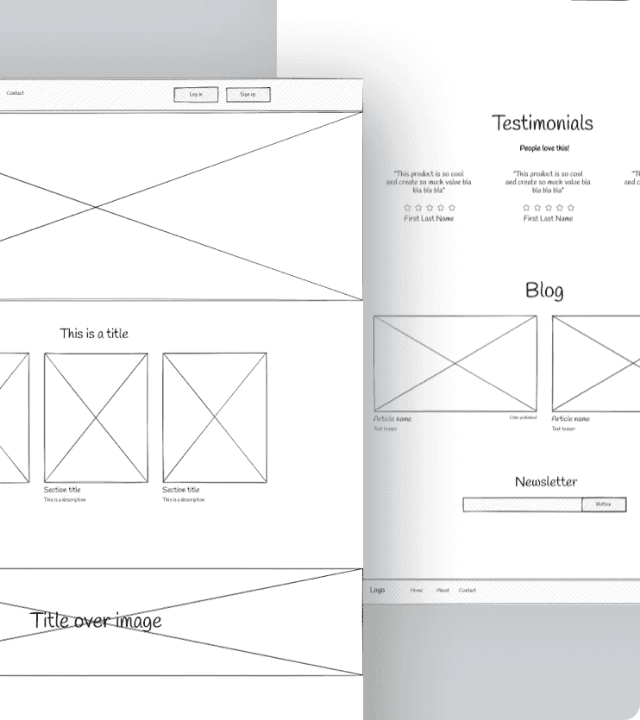 Contact
Log in
Sign up
This is a title
Section title
This is a description
Section title
This is a description
Title over image
Testimonials
People love this!
"This product is so cool
and create so much value bla
bla bla bla"
First Last Name
"This product is so cool
and create so much value bla
bla bla bla"
First Last Name
Blog
Article name
Date published
Text teaser
Article name
Text teaser
Newsletter
Button
Logo
Home
About
Contact